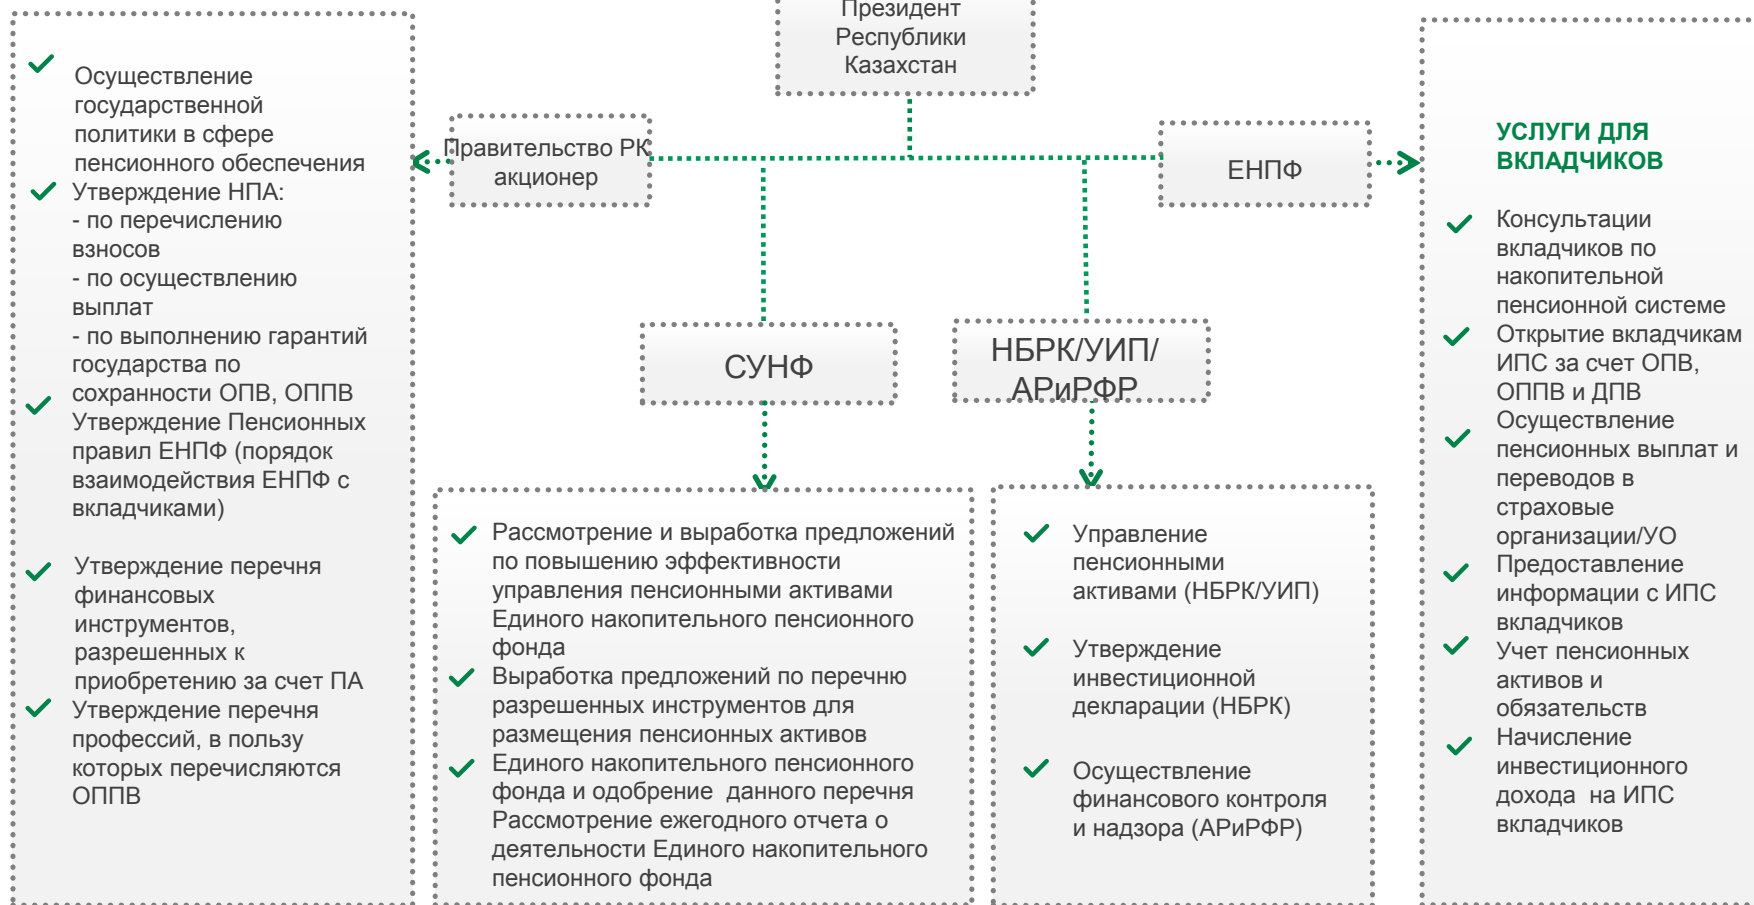 Президент
Республики
Казахстан
Осуществление
государственной
политики в сфере
пенсионного обеспечения
Утверждение НПА:
- по перечислению
взносов
- по осуществлению
выплат
- по выполнению гарантий
государства по
сохранности ОПВ, ОППВ
Утверждение Пенсионных
правил ЕНПФ (порядок
взаимодействия ЕНПФ с
вкладчиками)
Утверждение перечня
финансовых
инструментов,
разрешенных к
приобретению за счет ПА
Утверждение перечня
профессий, в пользу
которых перечисляются
ОППВ
Правительство РК
акционер
ЕНПФ
СУНФ
НБРК/УИП/
АРиРФР
Рассмотрение и выработка предложений
по повышению эффективности
управления пенсионными активами
Единого накопительного пенсионного
фонда
Выработка предложений по перечню
разрешенных инструментов для
размещения пенсионных активов
Единого накопительного пенсионного
фонда и одобрение данного перечня
Рассмотрение ежегодного отчета о
деятельности Единого накопительного
пенсионного фонда
Управление
пенсионными
активами (НБРК/УИП)
Утверждение
инвестиционной
декларации (НБРК)
Осуществление
финансового контроля
и надзора (АРиРФР)
УСЛУГИ ДЛЯ
ВКЛАДЧИКОВ
Консультации
вкладчиков по
накопительной
пенсионной системе
Открытие вкладчикам
ИПС за счет ОПВ,
ОППВ и ДПВ
Осуществление
пенсионных выплат и
переводов в
страховые
организации/УО
Предоставление
информации с ИПС
вкладчиков
Учет пенсионных
активов и
обязательств
Начисление
инвестиционного
дохода на ИПС
вкладчиков